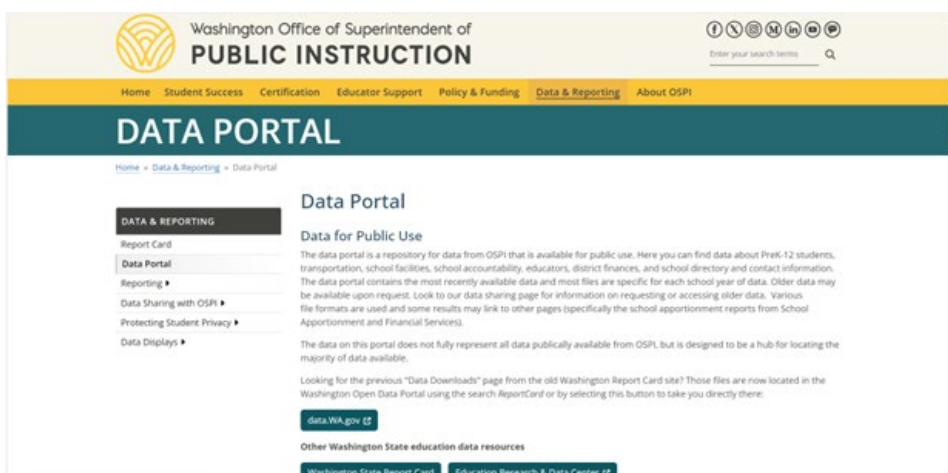 Washington Office of Superintendent of
PUBLIC INSTRUCTION
Enter your search terms
Home Student Success Certification Educator Support Policy & Funding Data & Reporting About OSPI
DATA PORTAL
Home » Data & Reporting » Data Portal
DATA & REPORTING
Report Card
Data Portal
Reporting
Data Sharing with OSPI
Protecting Student Privacy
Data Displays
Data Portal
Data for Public Use
The data portal is a repository for data from OSPI that is available for public use. Here you can find data about PreK-12 students,
transportation, school facilities, school accountability, educators, district finances, and school directory and contact information.
The data portal contains the most recently available data and most files are specific for each school year of data. Older data may
be available upon request. Look to our data sharing page for information on requesting or accessing older data. Various
file formats are used and some results may link to other pages (specifically the school apportionment reports from School
Apportionment and Financial Services).
The data on this portal does not fully represent all data publically available from OSPI, but is designed to be a hub for locating the
majority of data available.
Looking for the previous "Data Downloads" page from the old Washington Report Card site? Those files are now located in the
Washington Open Data Portal using the search ReportCard or by selecting this button to take you directly there:
data.WA.gov
Other Washington State education data resources
Washington State Report Card Education Research & Data Center